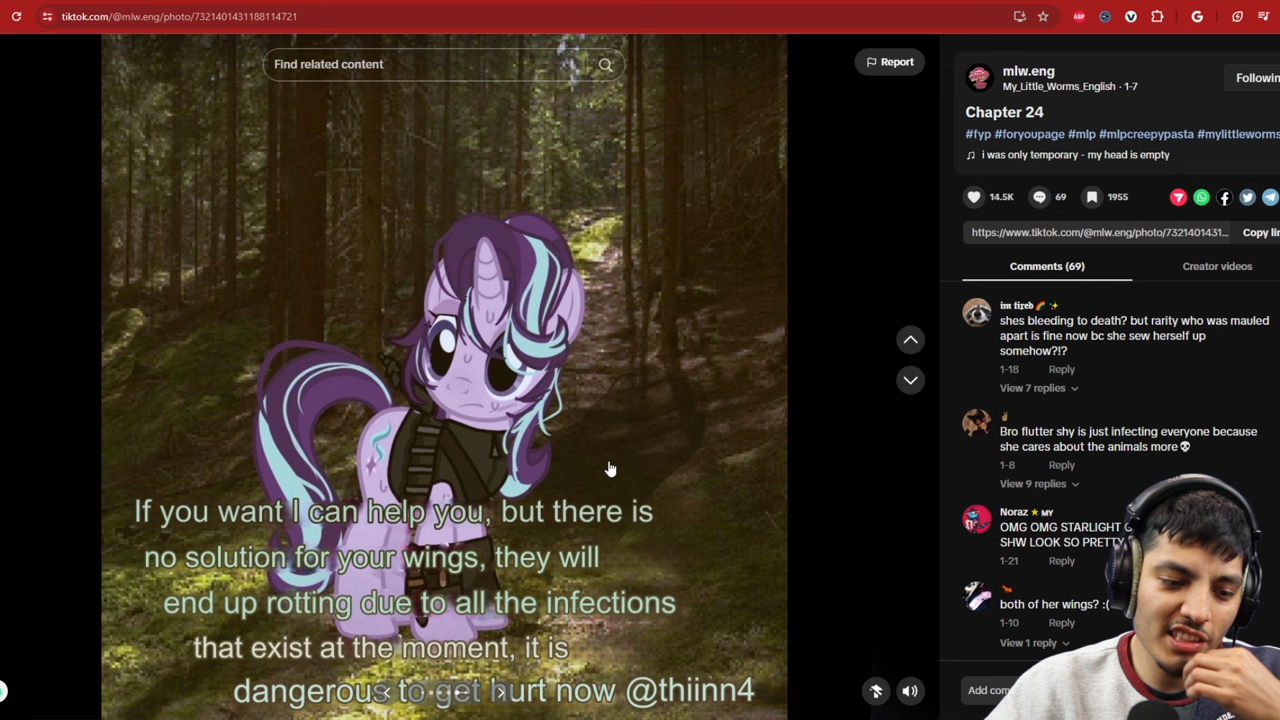 tiktok.com/@mlw.eng/photo/7321401431188114721
ABP
Find related content
Report
mlw.eng
My_Little_Worms_English · 1-7
Followin
Chapter 24
#fyp #foryoupage #mlp #mlpcreepypasta #mylittleworms
i was only temporary - my head is empty
14.5K
69
1955
https://www.tiktok.com/@mlw.eng/photo/7321401431...
Copy lin
Comments (69)
Creator videos
im tired
shes bleeding to death? but rarity who was mauled
apart is fine now bc she sew herself up
somehow?!?
1-18 Reply
View 7 replies
Bro flutter shy is just infecting everyone because
she cares about the animals more💀
1-8 Reply
View 9 replies
Noraz ★ MY
OMG OMG STARLIGHT
SHW LOOK SO PRETTY
1-21 Reply
both of her wings? :(
1-10 Reply
View 1 reply
Add com
If you want I can help you, but there is
no solution for your wings, they will
end up rotting due to all the infections
that exist at the moment, it is
dangerous to get hurt now @thiinn4